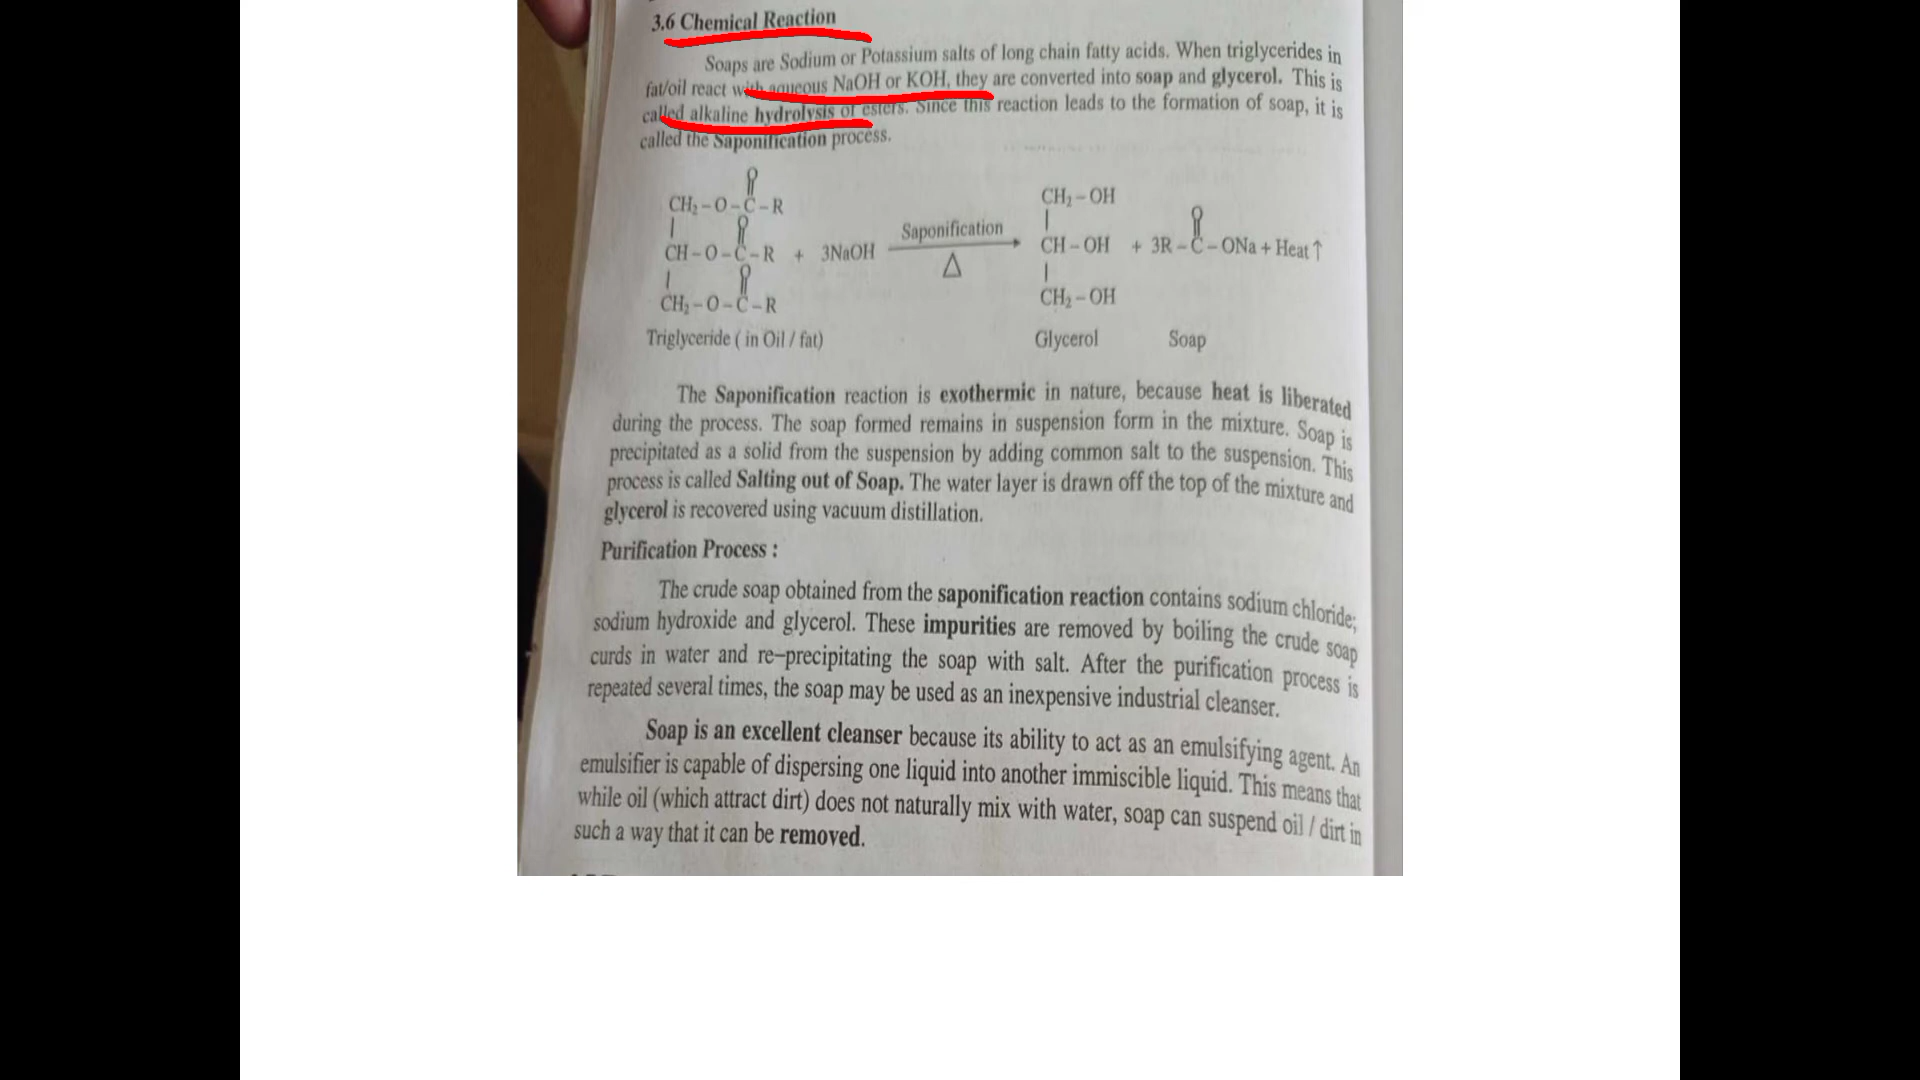 3.6 Chemical Reaction
Soaps are Sodium or Potassium salts of long chain fatty acids. When triglycerides in
fat/oil react with aqueous NaOH or KOH, they are converted into soap and glycerol. This is
called alkaline hydrolysis of esters. Since this reaction leads to the formation of soap, it is
called the Saponification process.
O
CH₂ – O – C – R
O
CH – O – C – R + 3NaOH
O
CH₂ – O – C – R
Saponification
Δ
CH₂ – OH
CH – OH
CH₂ – OH
O
+ 3R – C – ONa + Heat ↑
Triglyceride ( in Oil / fat)
Glycerol
Soap
The Saponification reaction is exothermic in nature, because heat is liberated
during the process. The soap formed remains in suspension form in the mixture. Soap is
precipitated as a solid from the suspension by adding common salt to the suspension. This
process is called Salting out of Soap. The water layer is drawn off the top of the mixture and
glycerol is recovered using vacuum distillation.
Purification Process :
The crude soap obtained from the saponification reaction contains sodium chloride;
sodium hydroxide and glycerol. These impurities are removed by boiling the crude soap
curds in water and re–precipitating the soap with salt. After the purification process is
repeated several times, the soap may be used as an inexpensive industrial cleanser.
Soap is an excellent cleanser because its ability to act as an emulsifying agent. An
emulsifier is capable of dispersing one liquid into another immiscible liquid. This means that
while oil (which attract dirt) does not naturally mix with water, soap can suspend oil / dirt in
such a way that it can be removed.